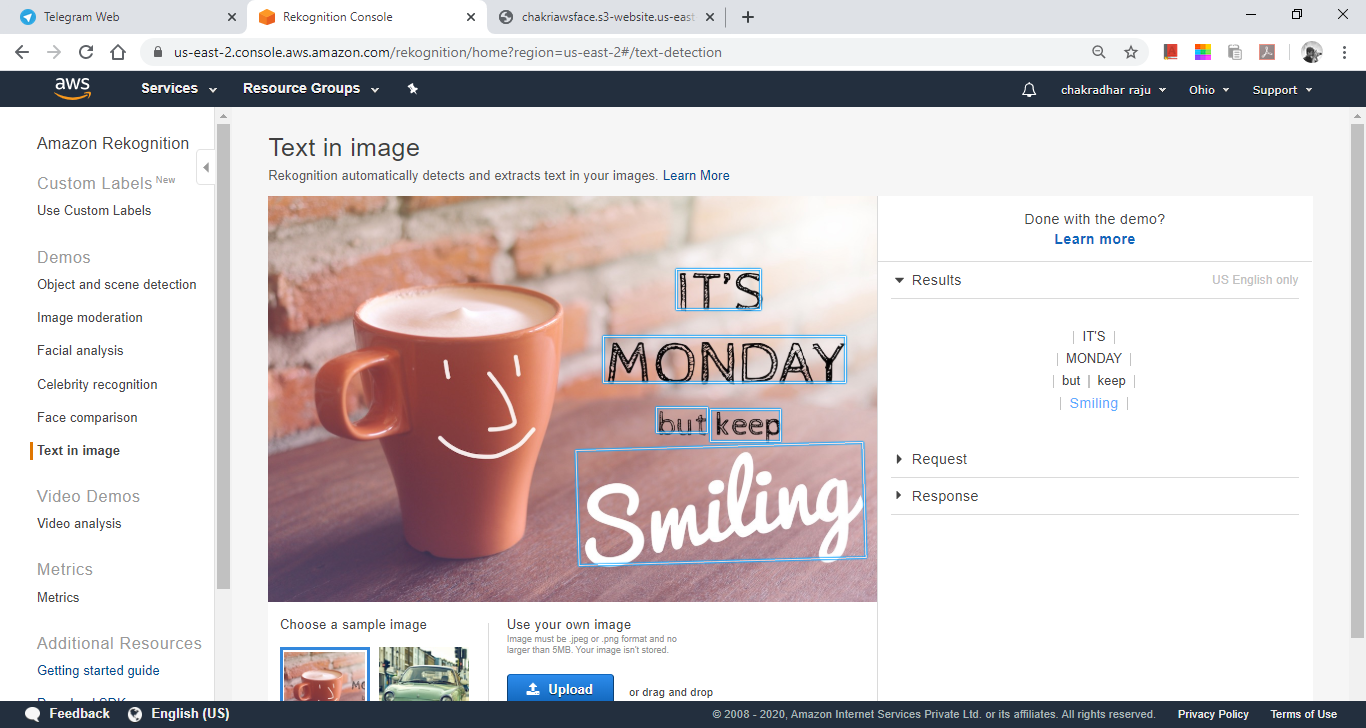 Telegram Web
Rekognition Console
chakriawsface.s3-website.us-east
us-east-2.console.aws.amazon.com/rekognition/home?region=us-east-2#/text-detection
aws
Services
Resource Groups
chakradhar raju
Ohio
Support
Amazon Rekognition
Custom Labels New
Use Custom Labels
Demos
Object and scene detection
Image moderation
Facial analysis
Celebrity recognition
Face comparison
Text in image
Video Demos
Video analysis
Metrics
Metrics
Additional Resources
Getting started guide
Text in image
Rekognition automatically detects and extracts text in your images. Learn More
IT'S
MONDAY
but keep
Smiling
Choose a sample image
Use your own image
Image must be .jpeg or .png format and no
larger than 5MB. Your image isn't stored.
Upload
or drag and drop
Done with the demo?
Learn more
Results
US English only
| IT'S |
| MONDAY |
| but | keep |
| Smiling |
Request
Response
Feedback
English (US)
© 2008 - 2020, Amazon Internet Services Private Ltd. or its affiliates. All rights reserved.
Privacy Policy
Terms of Use